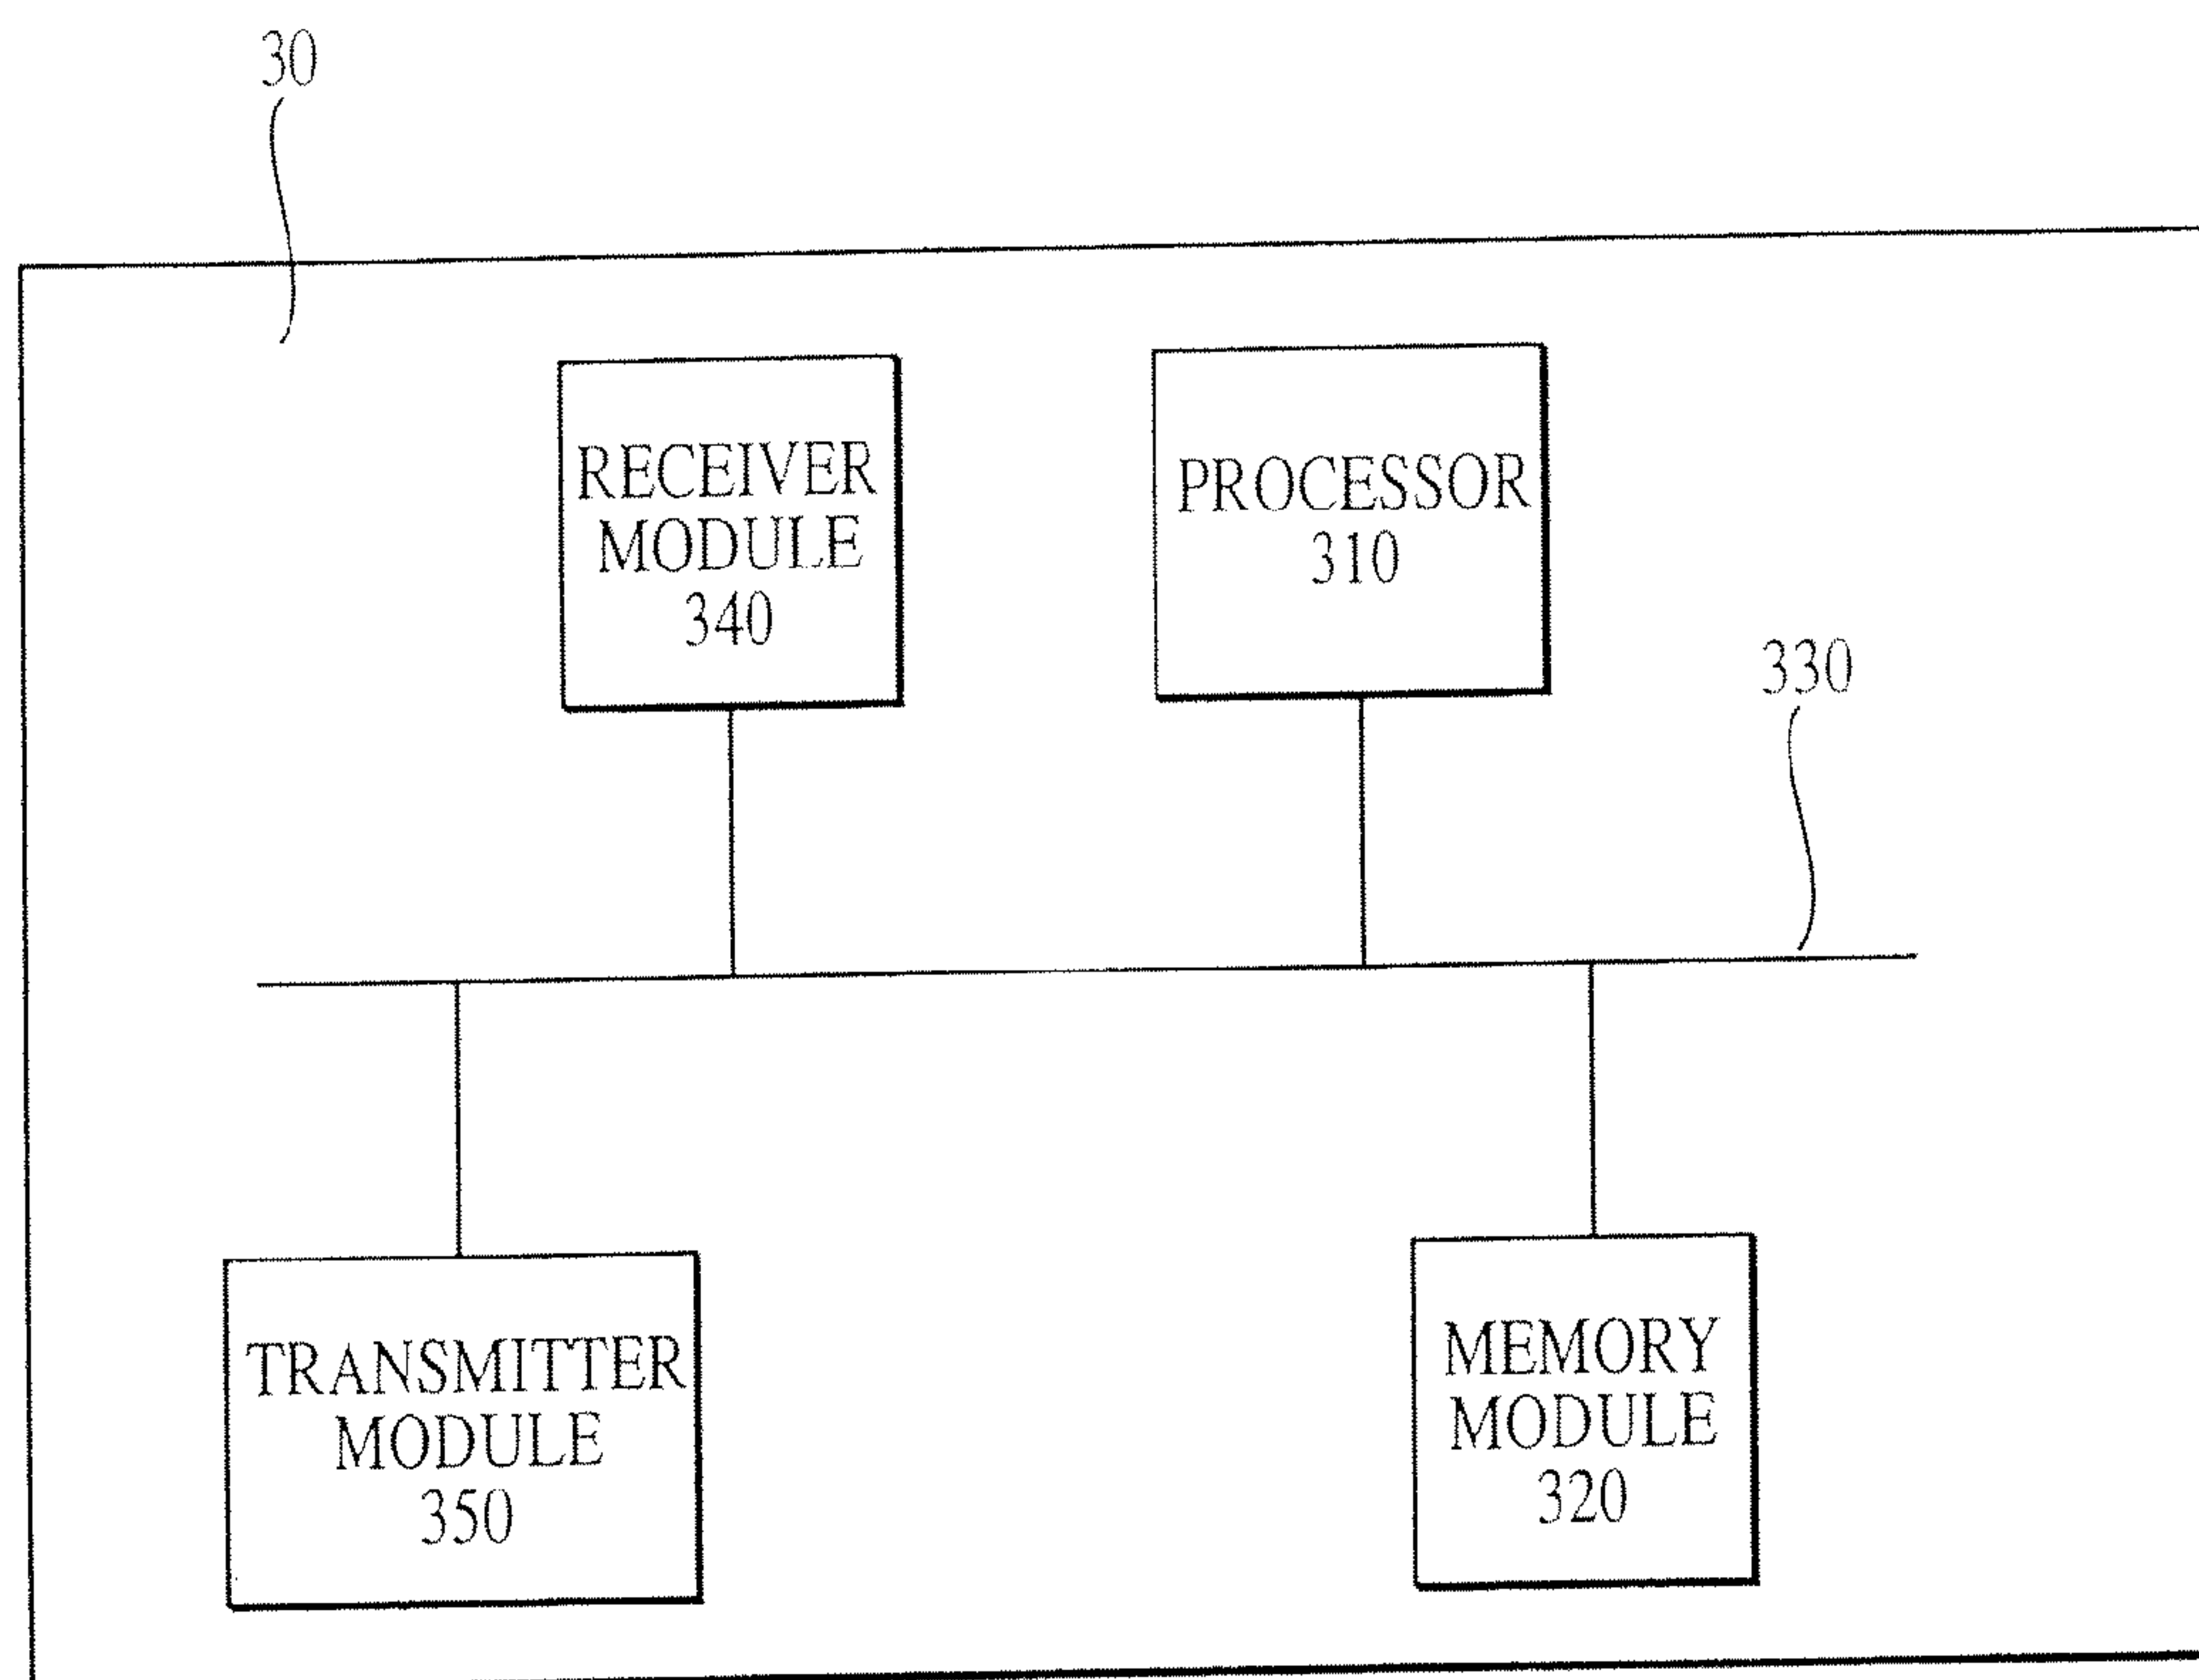 30
RECEIVER
MODULE
340
PROCESSOR
310
330
TRANSMITTER
MODULE
350
MEMORY
MODULE
320